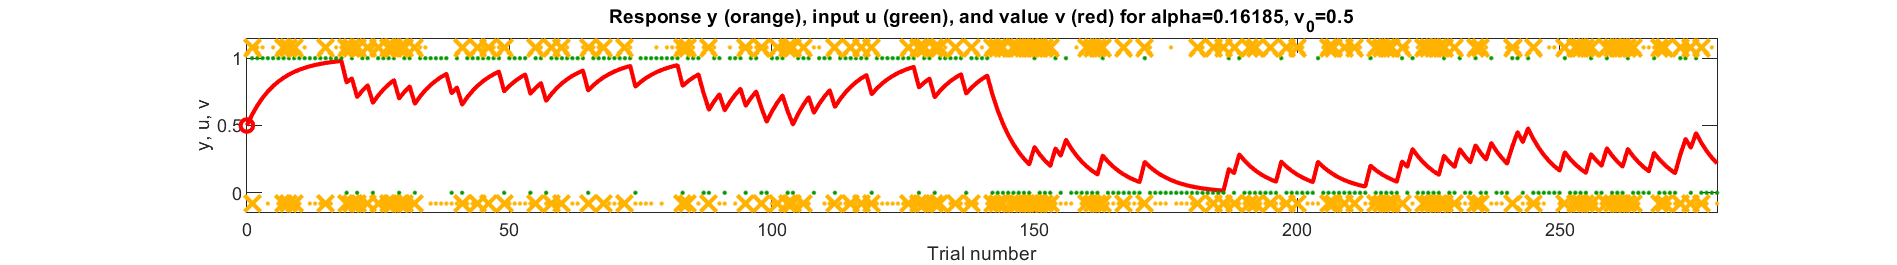 Response y (orange), input u (green), and value v (red) for alpha=0.16185, v₀=0.5
y, u, v
1
0.5
0
0 50 100 150 200 250
Trial number